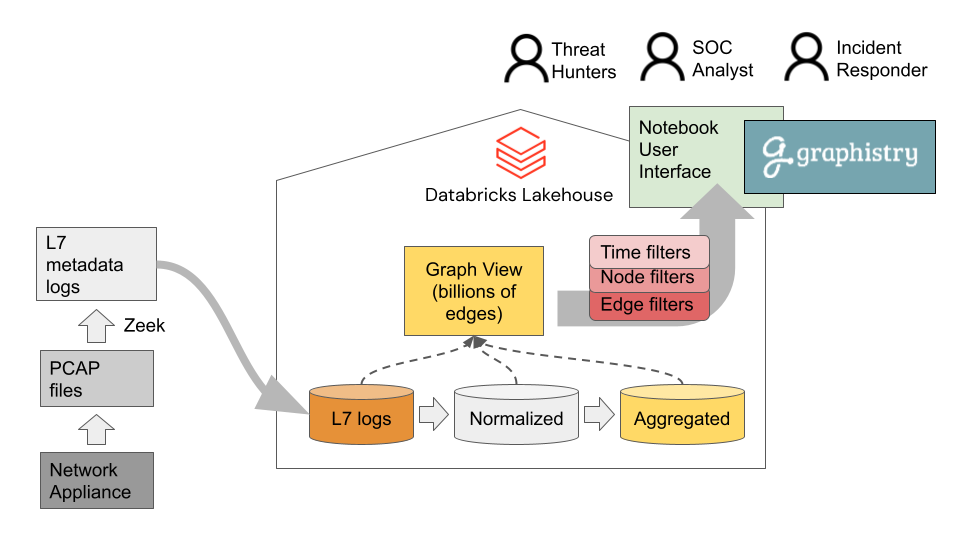 Threat
Hunters
SOC
Analyst
Incident
Responder
Notebook
User
Interface
graphistry
Databricks Lakehouse
L7
metadata
logs
Graph View
(billions of
edges)
Time filters
Node filters
Edge filters
Zeek
PCAP
files
L7 logs
Normalized
Aggregated
Network
Appliance